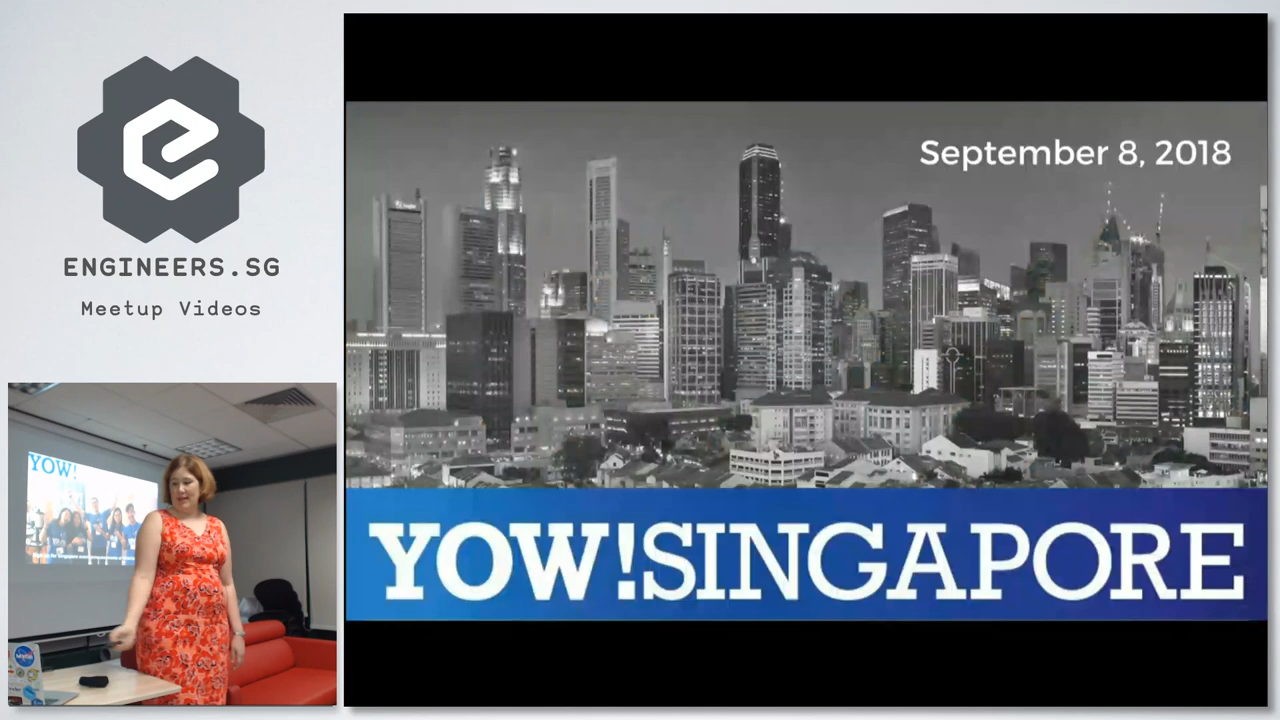 ENGINEERS.SG
Meetup Videos
YOW!
September 8, 2018
YOW!SINGAPORE